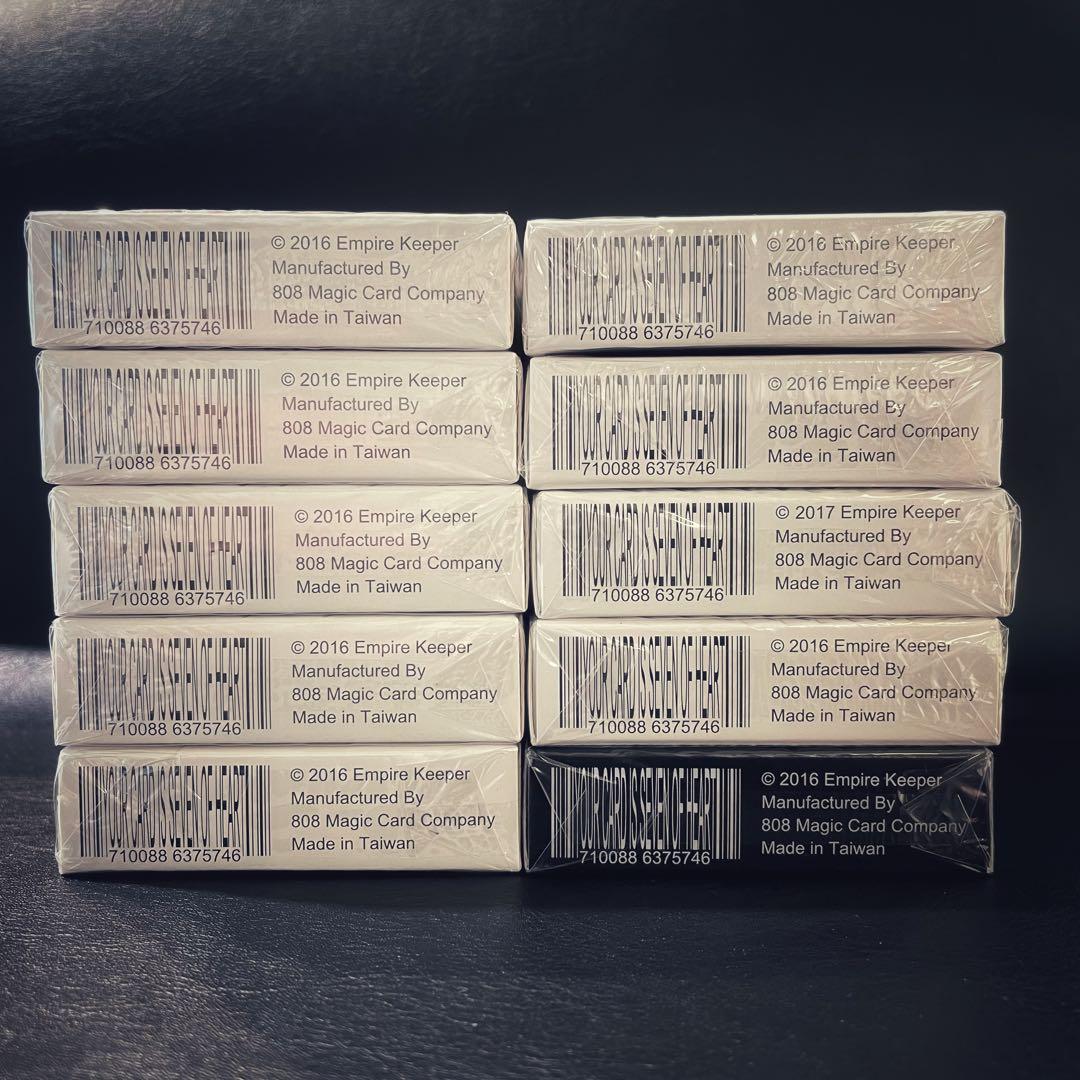 YOUR CARD IS SEVEN OF HEART
710088 6375746
© 2016 Empire Keeper
Manufactured By
808 Magic Card Company
Made in Taiwan
YOUR CARD IS SEVEN OF HEART
710088 6375746
© 2016 Empire Keeper
Manufactured By
808 Magic Card Company
Made in Taiwan
YOUR CARD IS SEVEN OF HEART
710088 6375746
© 2016 Empire Keeper
Manufactured By
808 Magic Card Company
Made in Taiwan
YOUR CARD IS SEVEN OF HEART
710088 6375746
© 2016 Empire Keeper
Manufactured By
808 Magic Card Company
Made in Taiwan
YOUR CARD IS SEVEN OF HEART
710088 6375746
© 2016 Empire Keeper
Manufactured By
808 Magic Card Company
Made in Taiwan
YOUR CARD IS SEVEN OF HEART
710088 6375746
© 2016 Empire Keeper
Manufactured By
808 Magic Card Company
Made in Taiwan
YOUR CARD IS SEVEN OF HEART
710088 6375746
© 2016 Empire Keeper
Manufactured By
808 Magic Card Company
Made in Taiwan
YOUR CARD IS SEVEN OF HEART
710088 6375746
© 2017 Empire Keeper
Manufactured By
808 Magic Card Company
Made in Taiwan
YOUR CARD IS SEVEN OF HEART
710088 6375746
© 2016 Empire Keeper
Manufactured By
808 Magic Card Company
Made in Taiwan
YOUR CARD IS SEVEN OF HEART
710088 6375746
© 2016 Empire Keeper
Manufactured By
808 Magic Card Company
Made in Taiwan